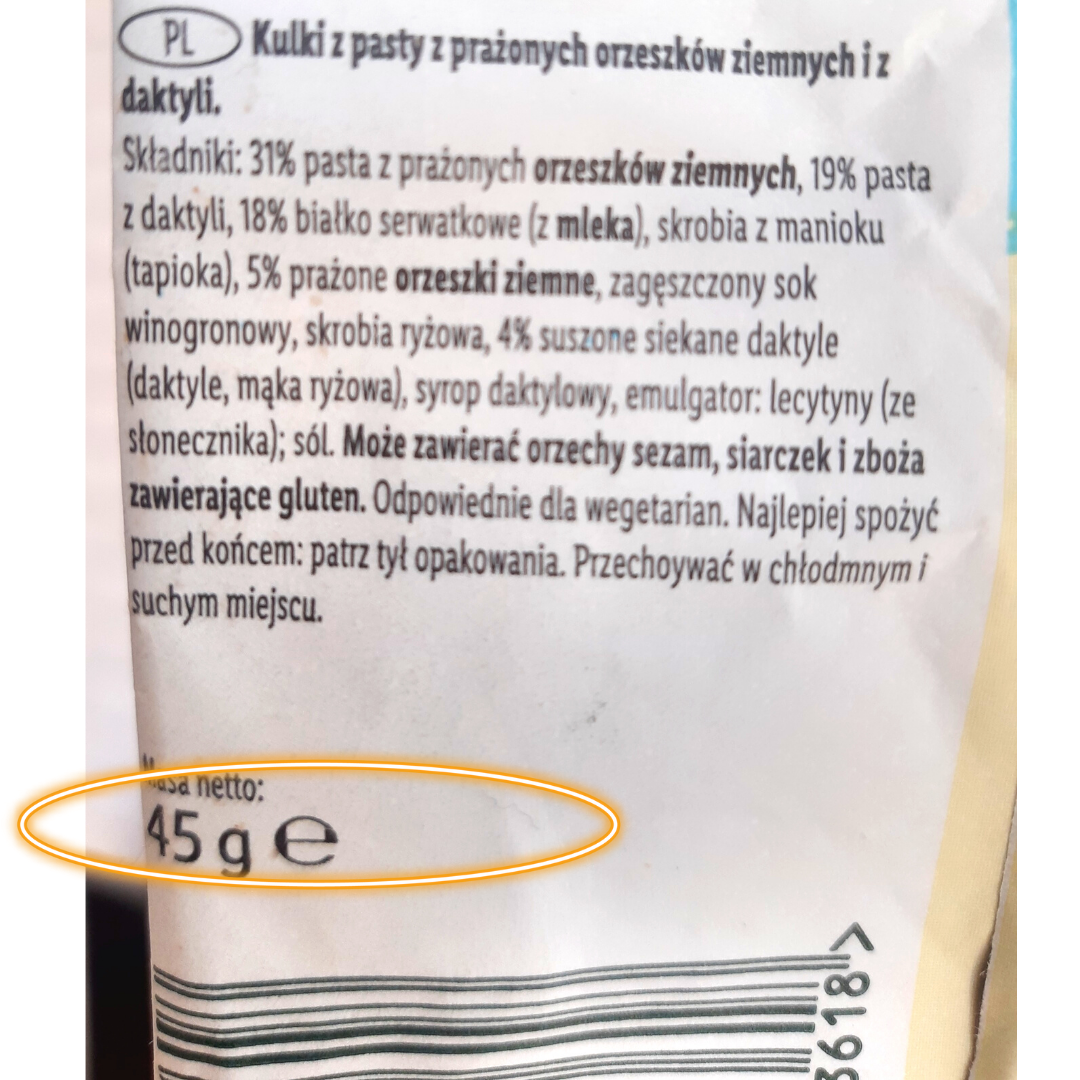 PL Kulki z pasty z prażonych orzeszków ziemnych i z
daktyli.
Składniki: 31% pasta z prażonych orzeszków ziemnych, 19% pasta
z daktyli, 18% białko serwatkowe (z mleka), skrobia z manioku
(tapioka), 5% prażone orzeszki ziemne, zagęszczony sok
winogronowy, skrobia ryżowa, 4% suszone siekane daktyle
(daktyle, mąka ryżowa), syrop daktylowy, emulgator: lecytyny (ze
słonecznika); sól. Może zawierać orzechy sezam, siarczek i zboża
zawierające gluten. Odpowiednie dla wegetarian. Najlepiej spożyć
przed końcem: patrz tył opakowania. Przechoywać w chłodmnym i
suchym miejscu.
Masa netto:
45 g ℮
3618>